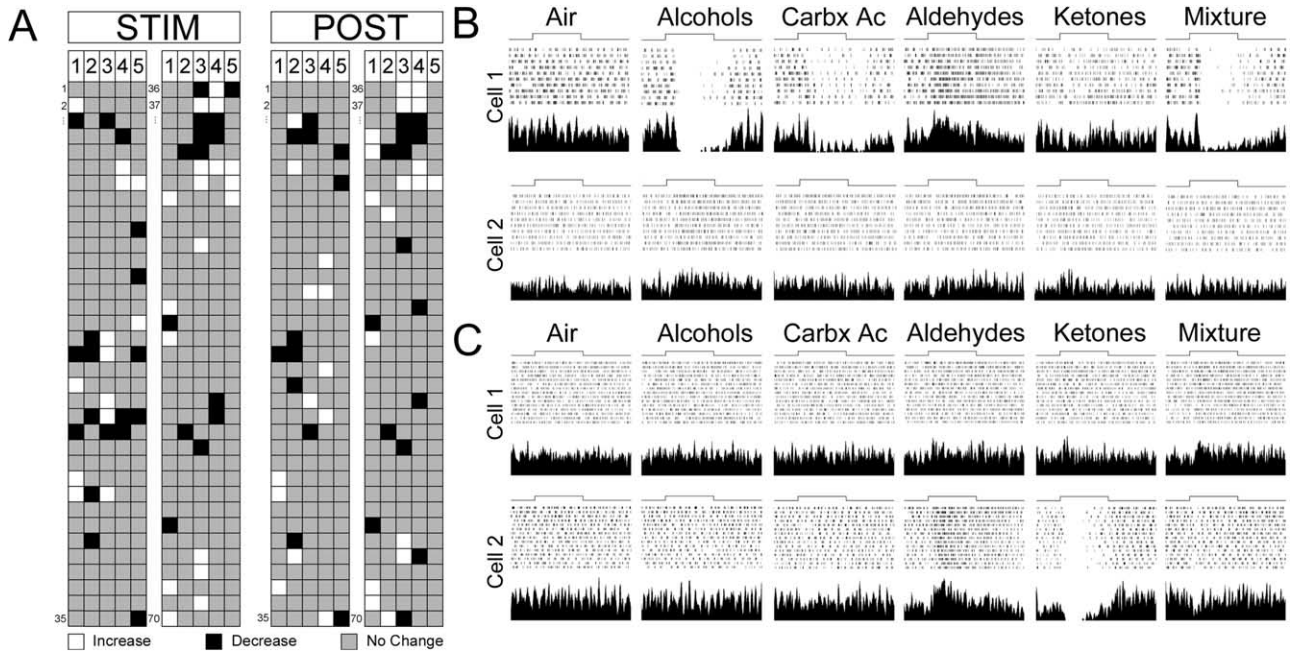 A
STIM POST
1 2 3 4 5 1 2 3 4 5 1 2 3 4 5 1 2 3 4 5
1 36 1 36
2 37 2 37
35 70 35 70
Increase Decrease No Change
B
Air Alcohols Carbx Ac Aldehydes Ketones Mixture
Cell 1
Cell 2
C
Air Alcohols Carbx Ac Aldehydes Ketones Mixture
Cell 1
Cell 2